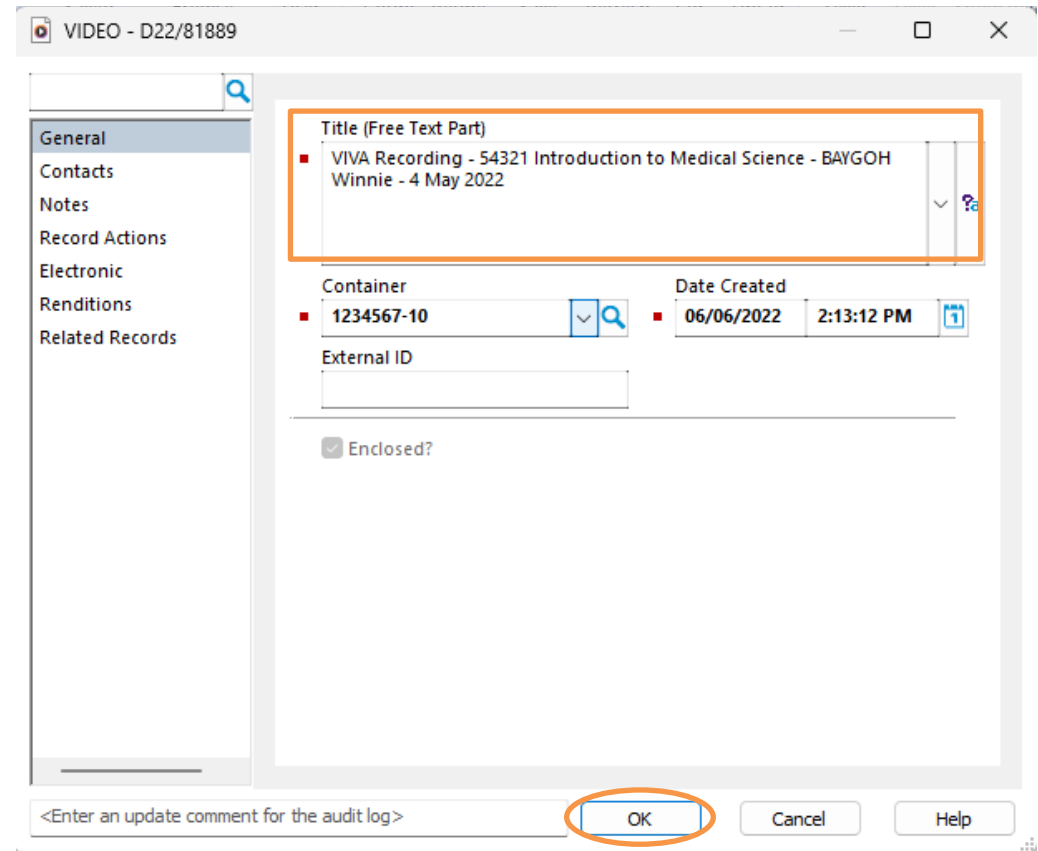 VIDEO - D22/81889
General
Contacts
Notes
Record Actions
Electronic
Renditions
Related Records
Title (Free Text Part)
VIVA Recording - 54321 Introduction to Medical Science - BAYGOH
Winnie - 4 May 2022
Container
Date Created
1234567-10
06/06/2022 2:13:12 PM
External ID
Enclosed?
<Enter an update comment for the audit log>
OK
Cancel
Help